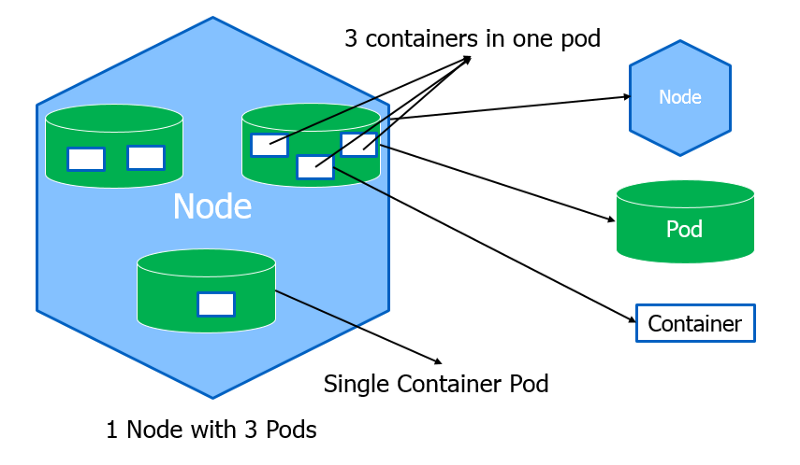 3 containers in one pod
Node
Node
Pod
Container
Single Container Pod
1 Node with 3 Pods